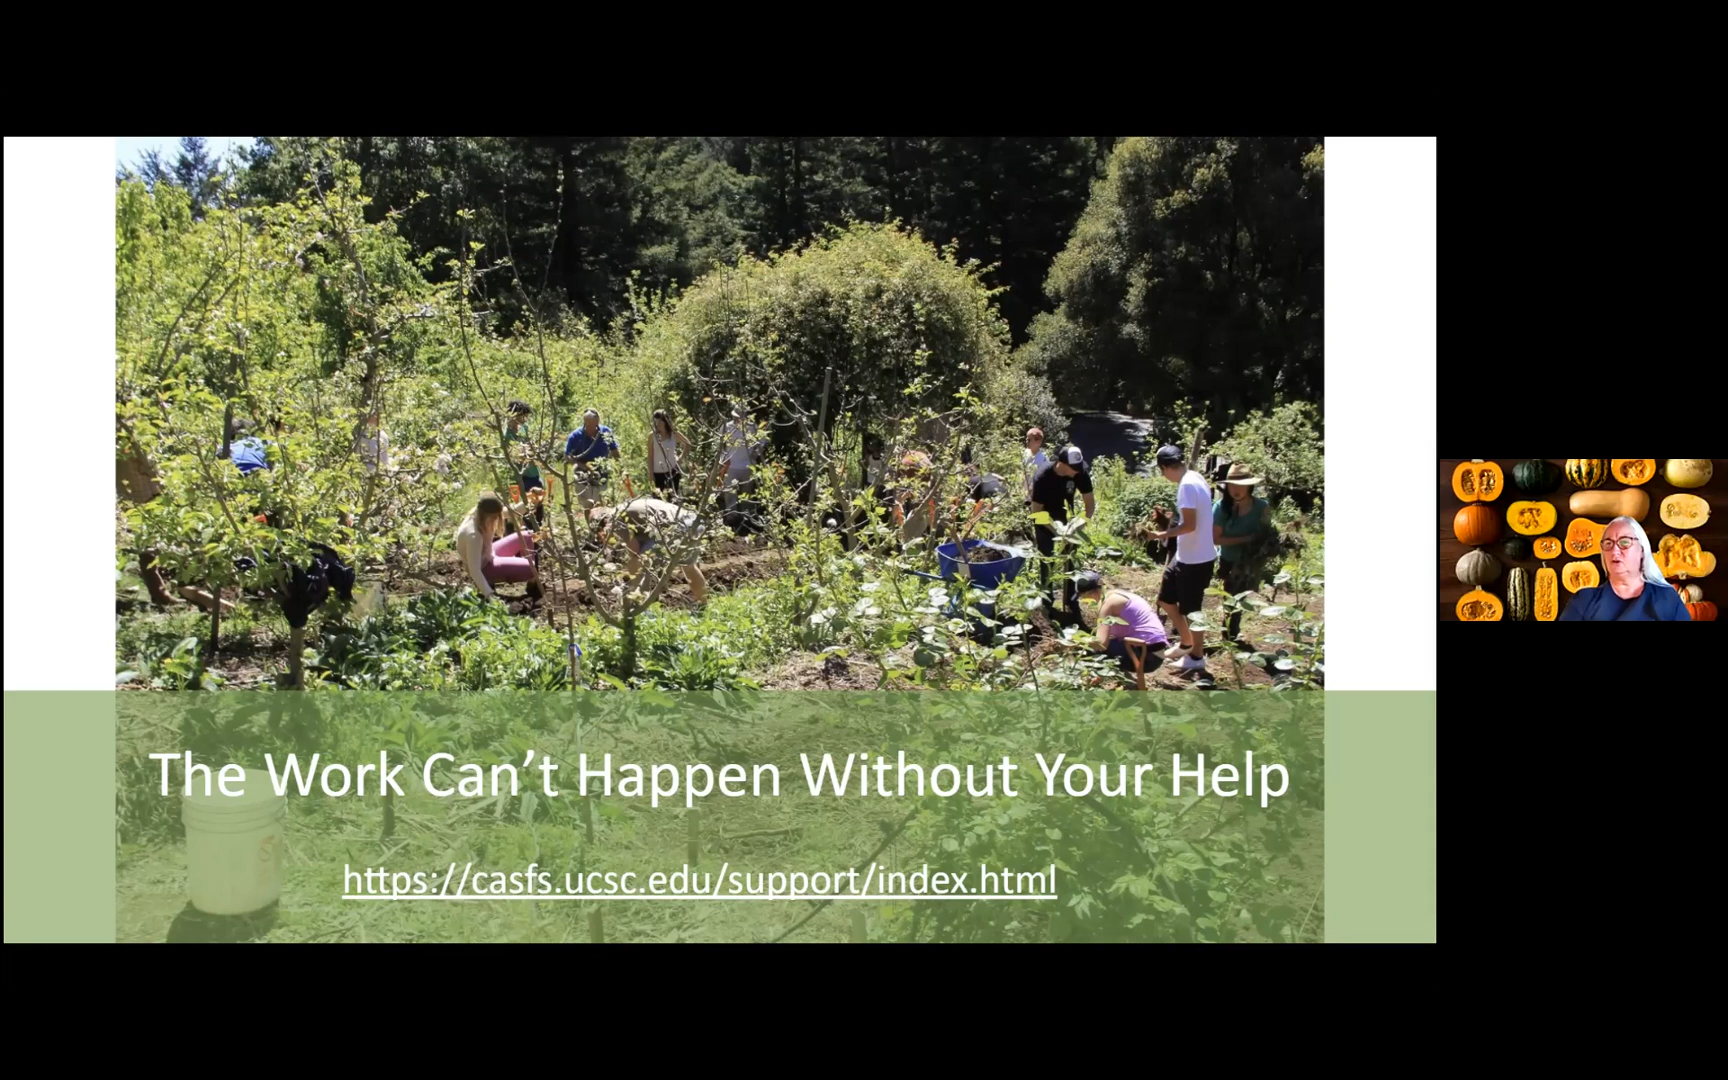 The Work Can’t Happen Without Your Help
https://casfs.ucsc.edu/support/index.html